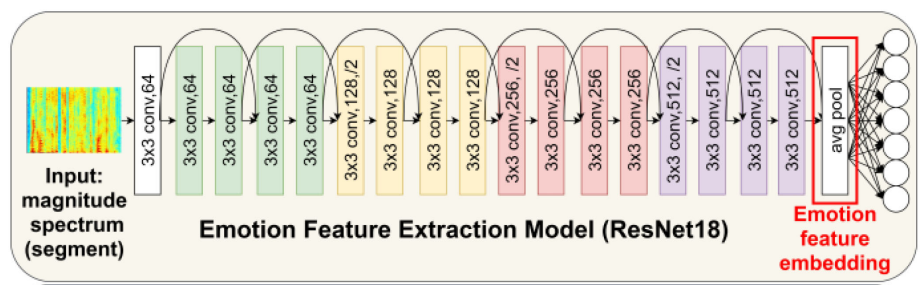 3x3 conv,64
3x3 conv,64
3x3 conv,64
3x3 conv,64
3x3 conv,64
3x3 conv,128,/2
3x3 conv,128
3x3 conv,128
3x3 conv,128
3x3 conv,256, /2
3x3 conv,256
3x3 conv,256
3x3 conv,256
3x3 conv,512, /2
3x3 conv,512
3x3 conv,512
3x3 conv,512
avg pool
Input:
magnitude
spectrum
(segment)
Emotion Feature Extraction Model (ResNet18)
Emotion
feature
embedding